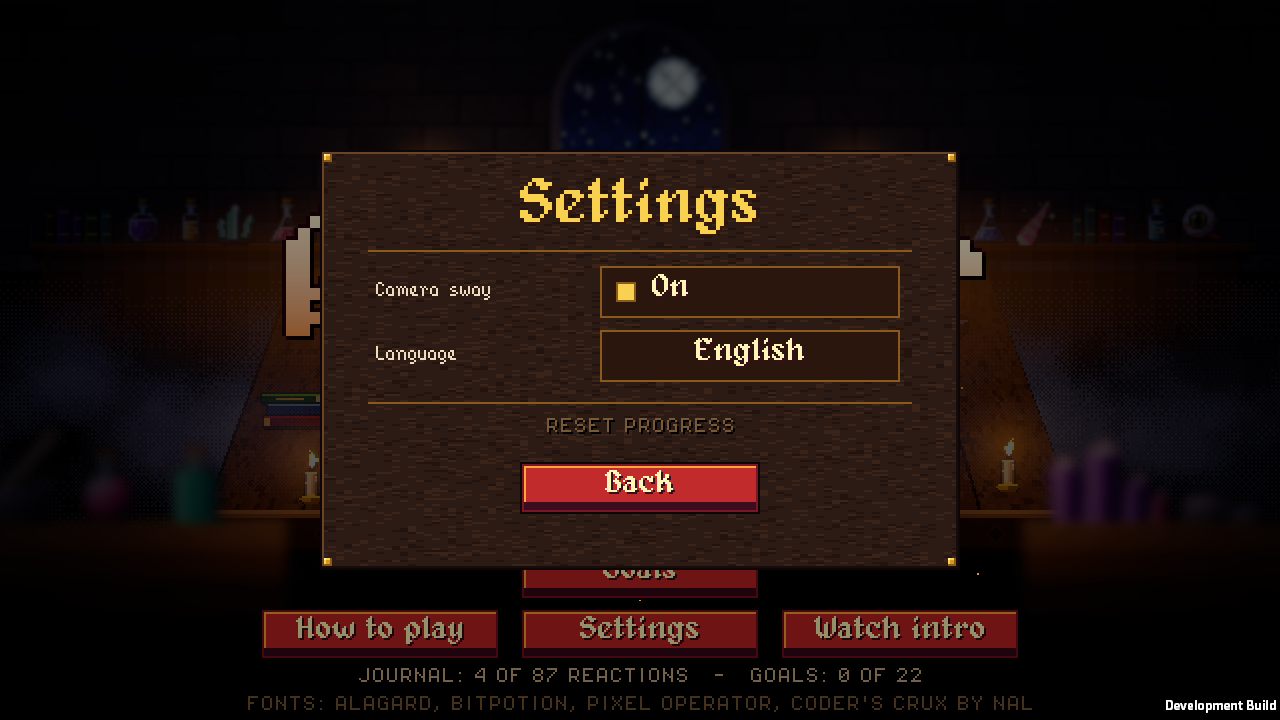 Settings
Camera sway
On
Language
English
RESET PROGRESS
Back
Goals
How to play
Settings
Watch intro
JOURNAL: 4 OF 87 REACTIONS - GOALS: 0 OF 22
FONTS: ALAGARD, BITPOTION, PIXEL OPERATOR, CODER'S CRUX BY NAL
Development Build